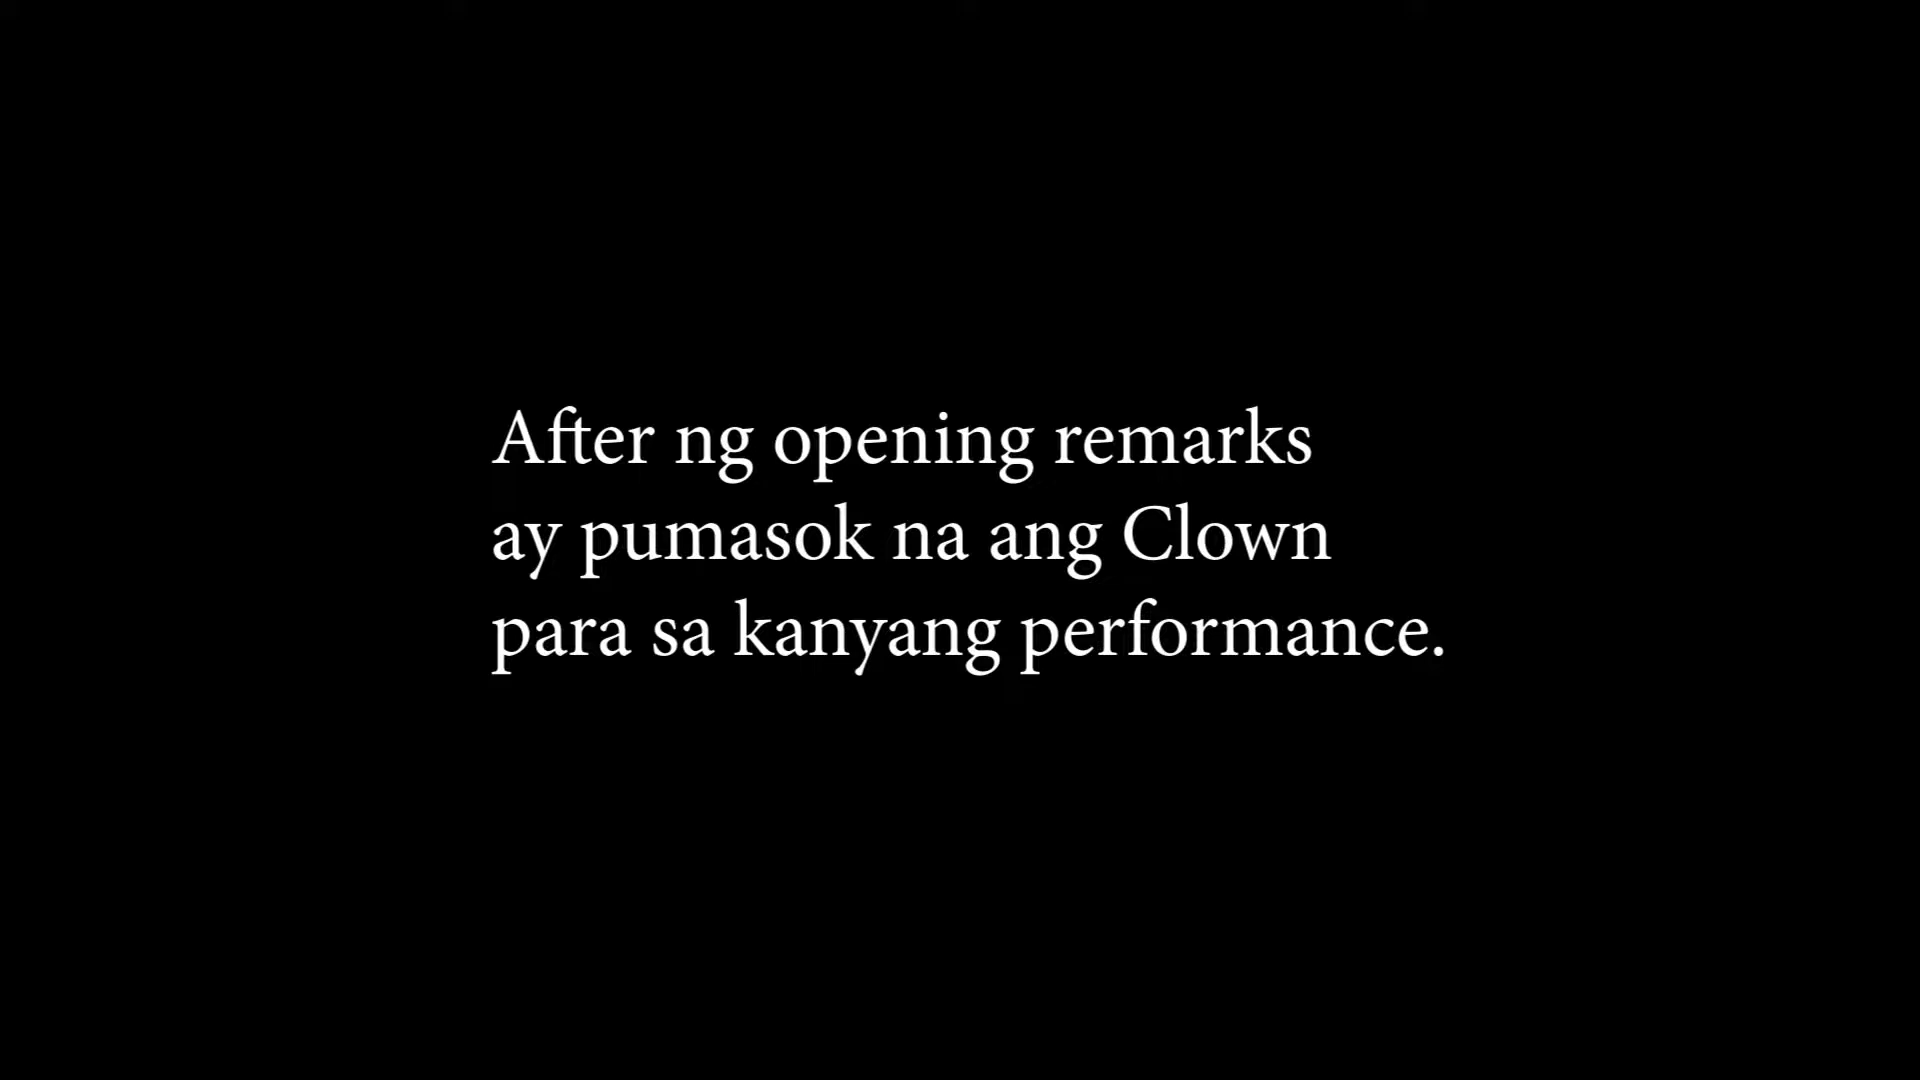 After ng opening remarks
ay pumasok na ang Clown
para sa kanyang performance.